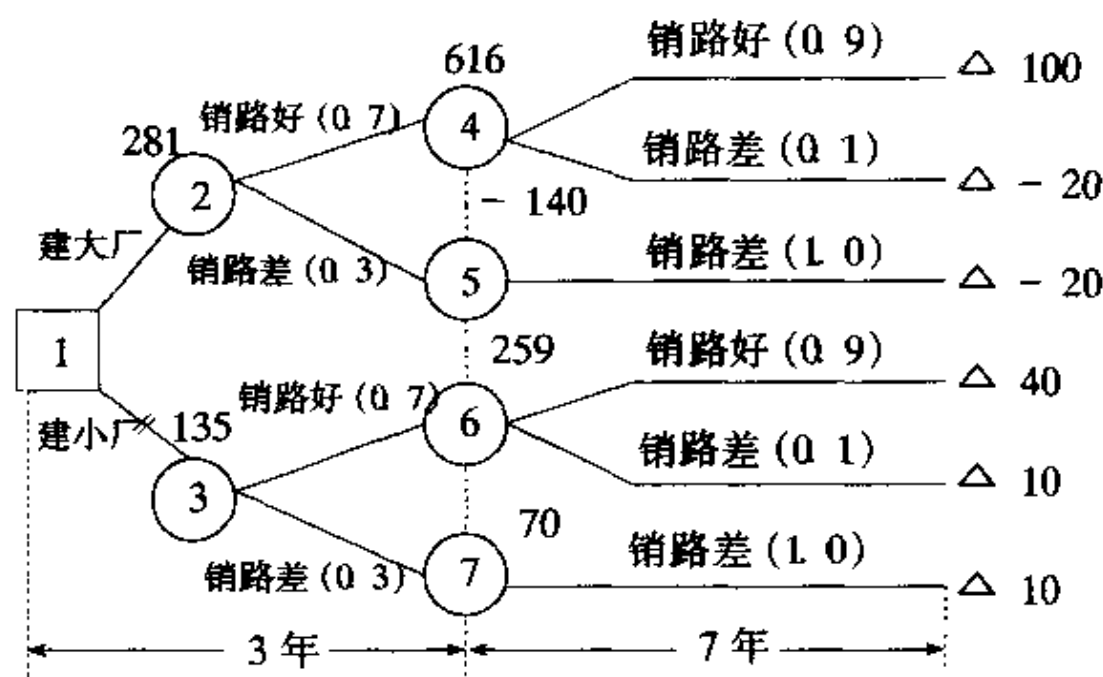 销路好 (0. 9)
△ 100
616
4
销路好 (0. 7)
281
2
销路差 (0. 1)
△ - 20
- 140
建大厂
销路差 (0. 3)
5
销路差 (1. 0)
△ - 20
1
259
销路好 (0. 9)
△ 40
建小厂
135
销路好 (0. 7)
6
销路差 (0. 1)
△ 10
3
70
销路差 (0. 3)
7
销路差 (1. 0)
△ 10
3 年
7 年